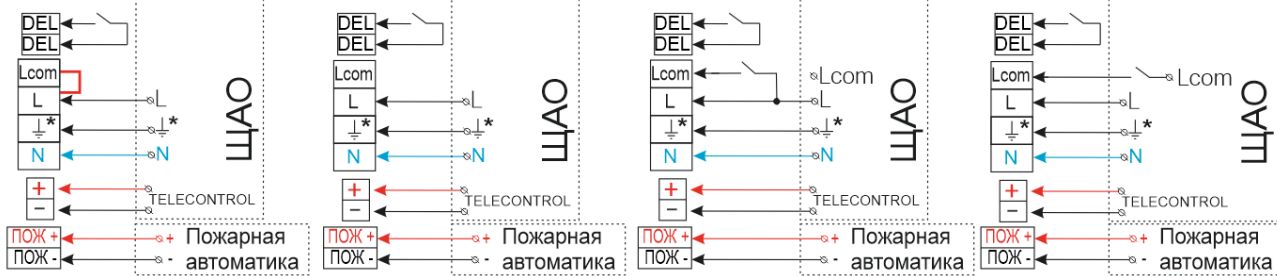 DEL
DEL
Lcom
L L
* *
N N
ЩАО
+
−
TELECONTROL
ПОЖ + + Пожарная
ПОЖ - - автоматика
DEL
DEL
L L
* *
N N
ЩАО
+
−
TELECONTROL
ПОЖ + + Пожарная
ПОЖ - - автоматика
DEL
DEL
Lcom Lcom
L L
* *
N N
ЩАО
+
−
TELECONTROL
ПОЖ + + Пожарная
ПОЖ - - автоматика
DEL
DEL
Lcom Lcom
L L
* *
N N
ЩАО
+
−
TELECONTROL
ПОЖ + + Пожарная
ПОЖ - - автоматика